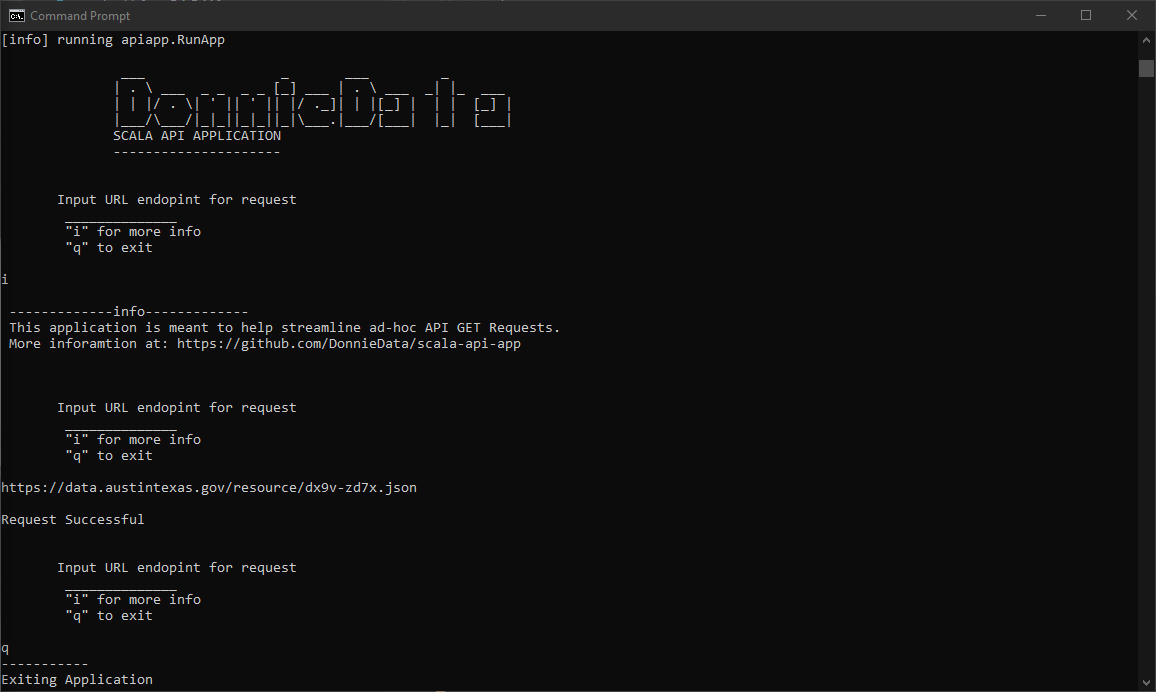 Command Prompt
[info] running apiapp.RunApp
DonnieData
SCALA API APPLICATION
---------------------
Input URL endopint for request
______________
"i" for more info
"q" to exit
i
-------------info-------------
This application is meant to help streamline ad-hoc API GET Requests.
More inforamtion at: https://github.com/DonnieData/scala-api-app
Input URL endopint for request
______________
"i" for more info
"q" to exit
https://data.austintexas.gov/resource/dx9v-zd7x.json
Request Successful
Input URL endopint for request
______________
"i" for more info
"q" to exit
q
-----------
Exiting Application